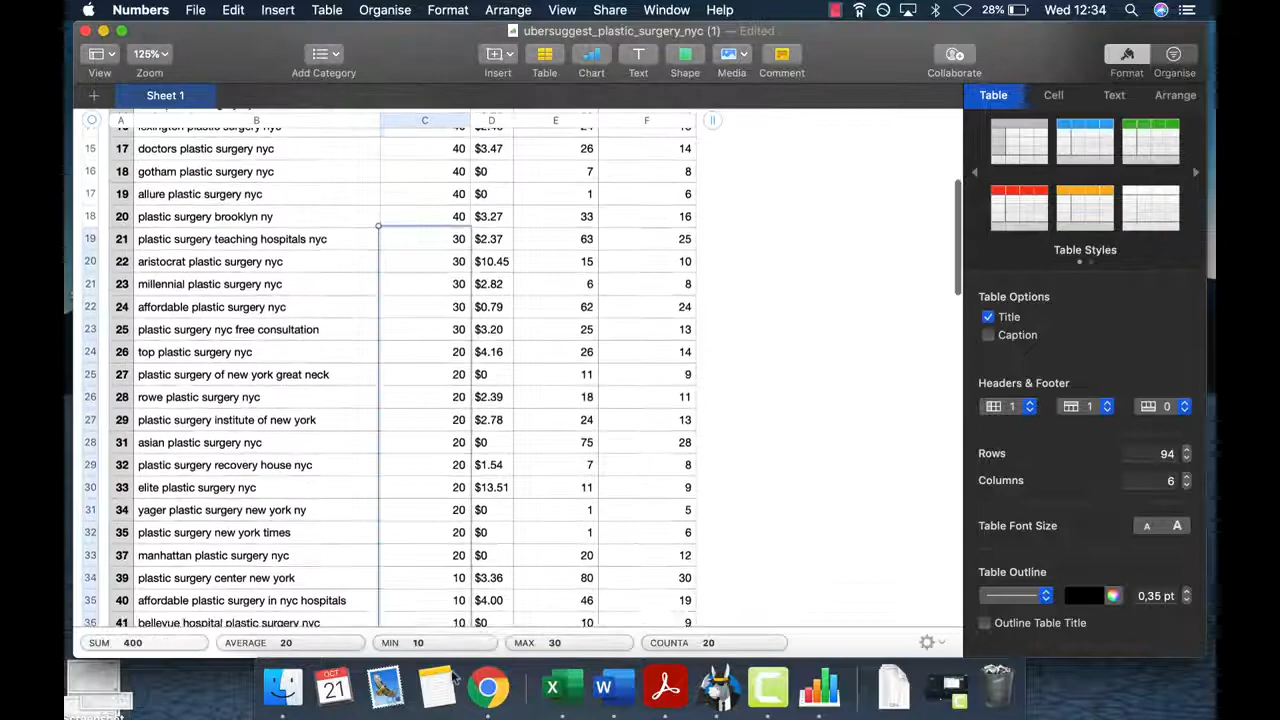 Numbers File Edit Insert Table Organise Format Arrange View Share Window Help 28% Wed 12:34
ubersuggest_plastic_surgery_nyc (1) — Edited
125%
View Zoom Add Category Insert Table Chart Text Shape Media Comment Collaborate Format Organise
+ Sheet 1
Table Cell Text Arrange
A B C D E F
15 17 doctors plastic surgery nyc 40 $3.47 26 14
16 18 gotham plastic surgery nyc 40 $0 7 8
17 19 allure plastic surgery nyc 40 $0 1 6
18 20 plastic surgery brooklyn ny 40 $3.27 33 16
19 21 plastic surgery teaching hospitals nyc 30 $2.37 63 25
20 22 aristocrat plastic surgery nyc 30 $10.45 15 10
21 23 millennial plastic surgery nyc 30 $2.82 6 8
22 24 affordable plastic surgery nyc 30 $0.79 62 24
23 25 plastic surgery nyc free consultation 30 $3.20 25 13
24 26 top plastic surgery nyc 20 $4.16 26 14
25 27 plastic surgery of new york great neck 20 $0 11 9
26 28 rowe plastic surgery nyc 20 $2.39 18 11
27 29 plastic surgery institute of new york 20 $2.78 24 13
28 31 asian plastic surgery nyc 20 $0 75 28
29 32 plastic surgery recovery house nyc 20 $1.54 7 8
30 33 elite plastic surgery nyc 20 $13.51 11 9
31 34 yager plastic surgery new york ny 20 $0 1 5
32 35 plastic surgery new york times 20 $0 1 6
33 37 manhattan plastic surgery nyc 20 $0 20 12
34 39 plastic surgery center new york 10 $3.36 80 30
35 40 affordable plastic surgery in nyc hospitals 10 $4.00 46 19
36 41 bellevue hospital plastic surgery nyc 10 $0 10 9
SUM 400 AVERAGE 20 MIN 10 MAX 30 COUNTA 20
Table Styles
Table Options
Title
Caption
Headers & Footer
1 1 0
Rows 94
Columns 6
Table Font Size A A
Table Outline
0,35 pt
Outline Table Title
OCT
21
W